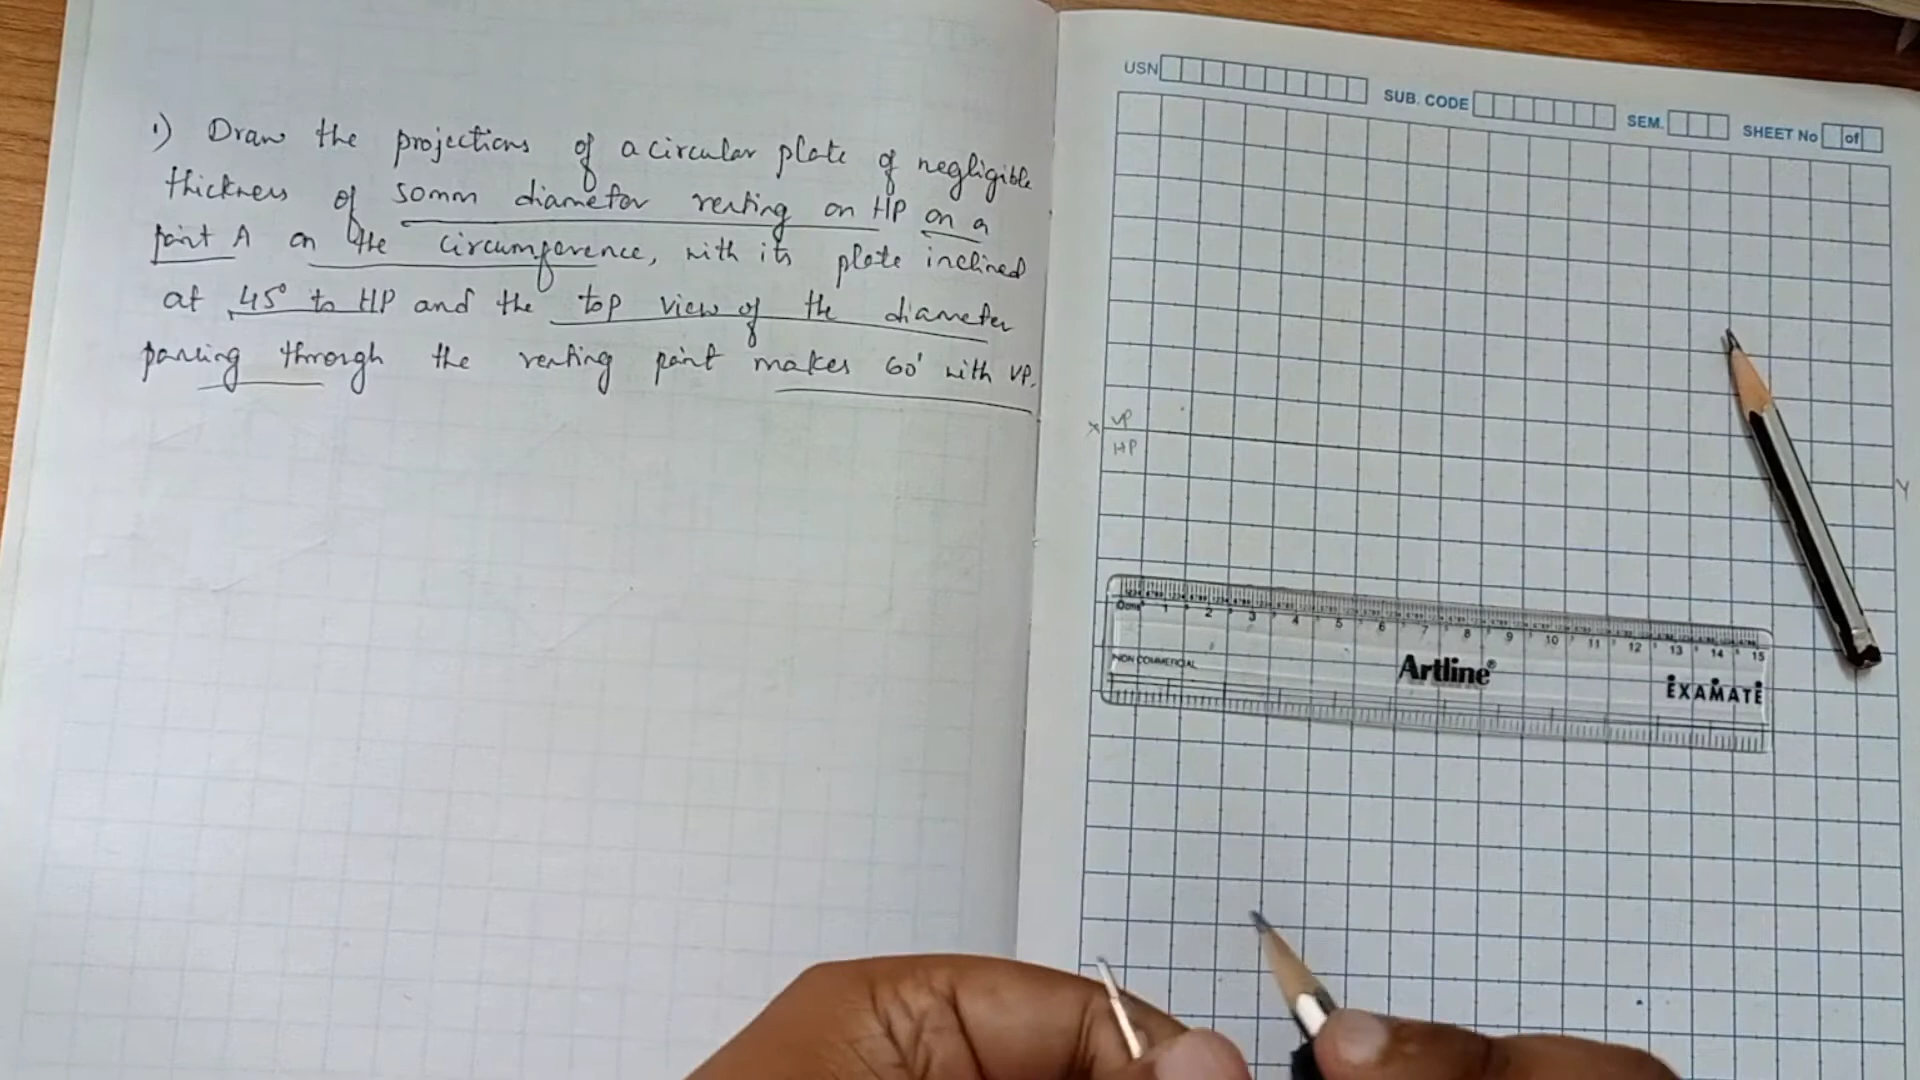 1) Draw the projections of a circular plate of negligible
thickness of 50mm diameter resting on HP on a
point A on the circumference, with its plate inclined
at 45° to HP and the top view of the diameter
passing through the resting point makes 60° with VP.
USN
SUB. CODE
SEM.
SHEET No of
X VP
HP
Y
0cms 1 2 3 4 5 6 7 8 9 10 11 12 13 14 15
NON COMMERCIAL
Artline®
EXAMATE